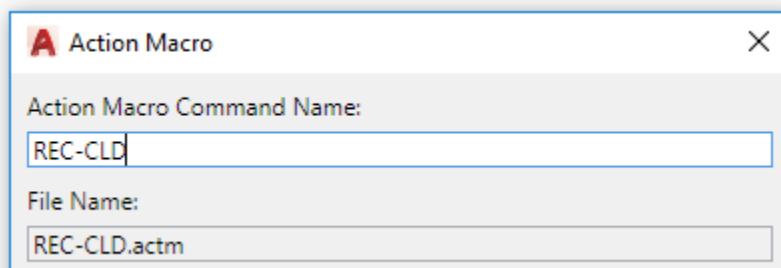 Action Macro
Action Macro Command Name:
REC-CLD
File Name:
REC-CLD.actm